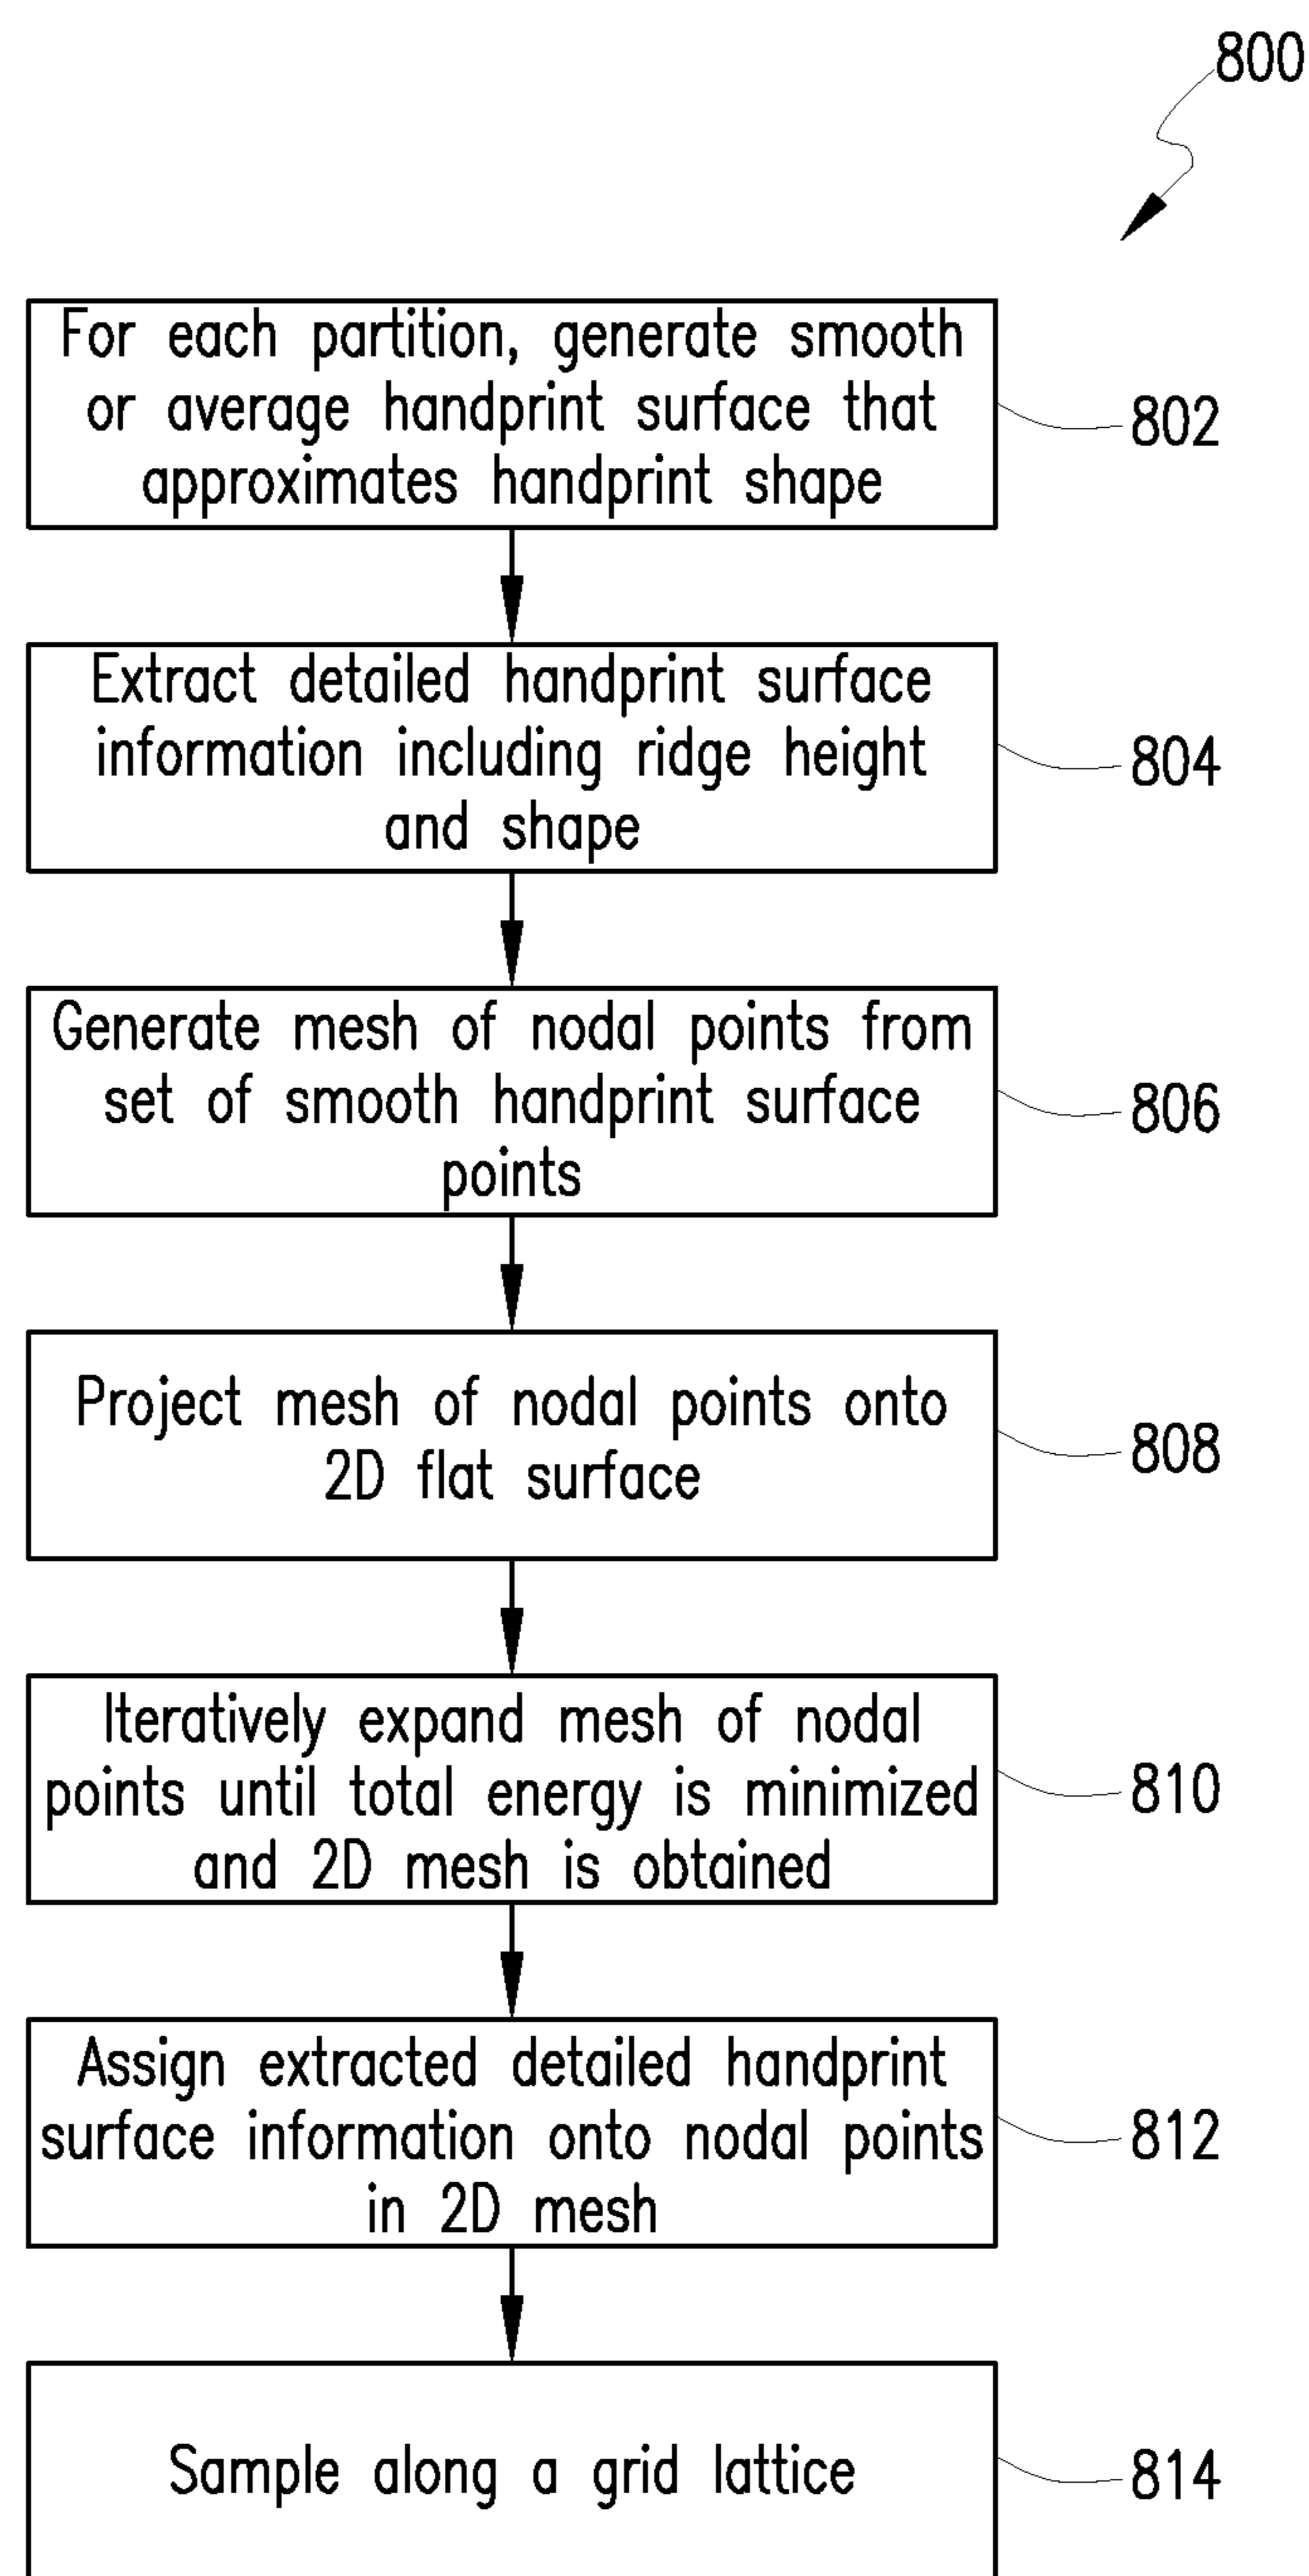 800
For each partition, generate smooth
or average handprint surface that
approximates handprint shape
802
Extract detailed handprint surface
information including ridge height
and shape
804
Generate mesh of nodal points from
set of smooth handprint surface
points
806
Project mesh of nodal points onto
2D flat surface
808
Iteratively expand mesh of nodal
points until total energy is minimized
and 2D mesh is obtained
810
Assign extracted detailed handprint
surface information onto nodal points
in 2D mesh
812
Sample along a grid lattice
814